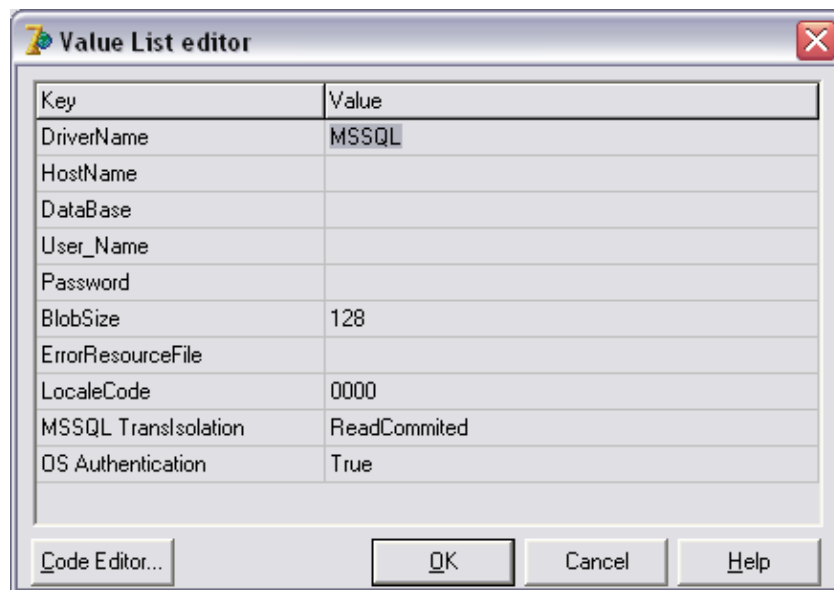 Value List editor
Key Value
DriverName MSSQL
HostName
DataBase
User_Name
Password
BlobSize 128
ErrorResourceFile
LocaleCode 0000
MSSQL TransIsolation ReadCommited
OS Authentication True
Code Editor... OK Cancel Help